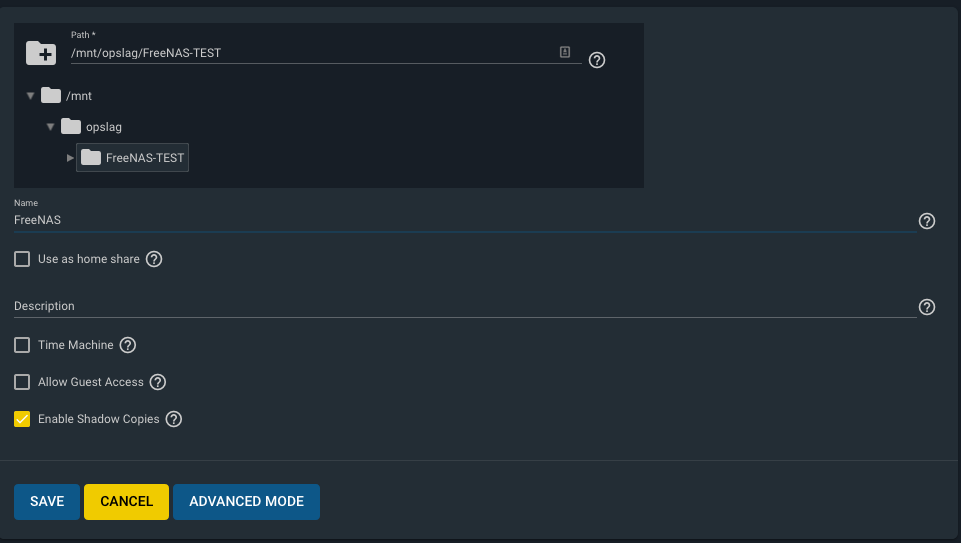 Path *
/mnt/opslag/FreeNAS-TEST
/mnt
opslag
FreeNAS-TEST
Name
FreeNAS
Use as home share
Description
Time Machine
Allow Guest Access
Enable Shadow Copies
SAVE CANCEL ADVANCED MODE